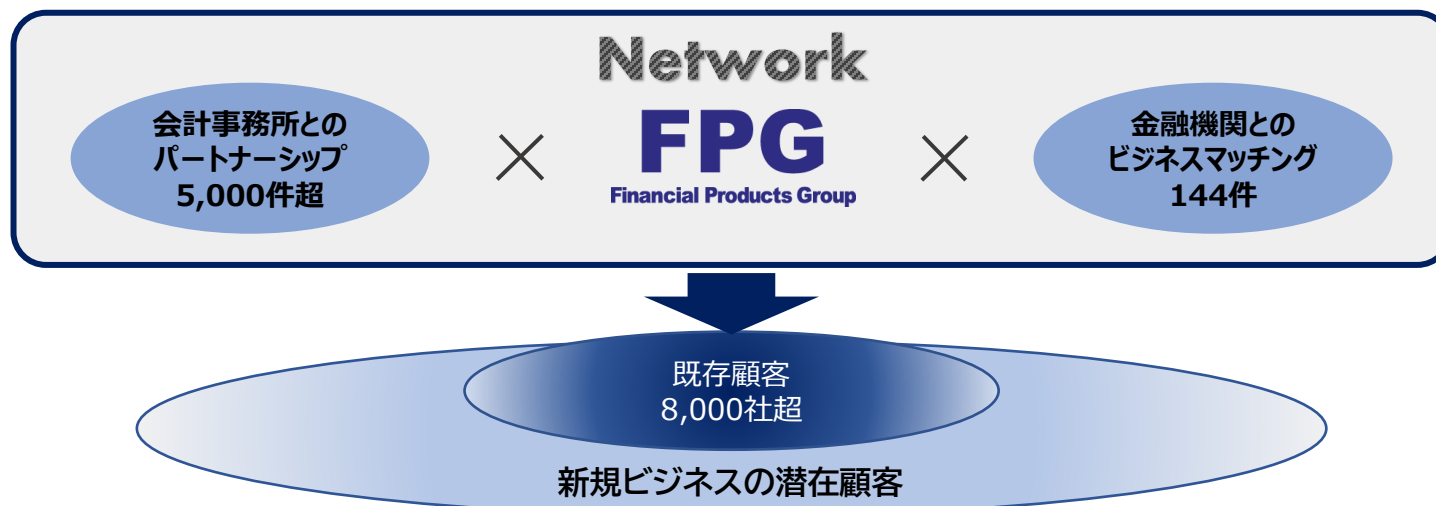 Network
会計事務所との
パートナーシップ
5,000件超
×
FPG
Financial Products Group
×
金融機関との
ビジネスマッチング
144件
既存顧客
8,000社超
新規ビジネスの潜在顧客